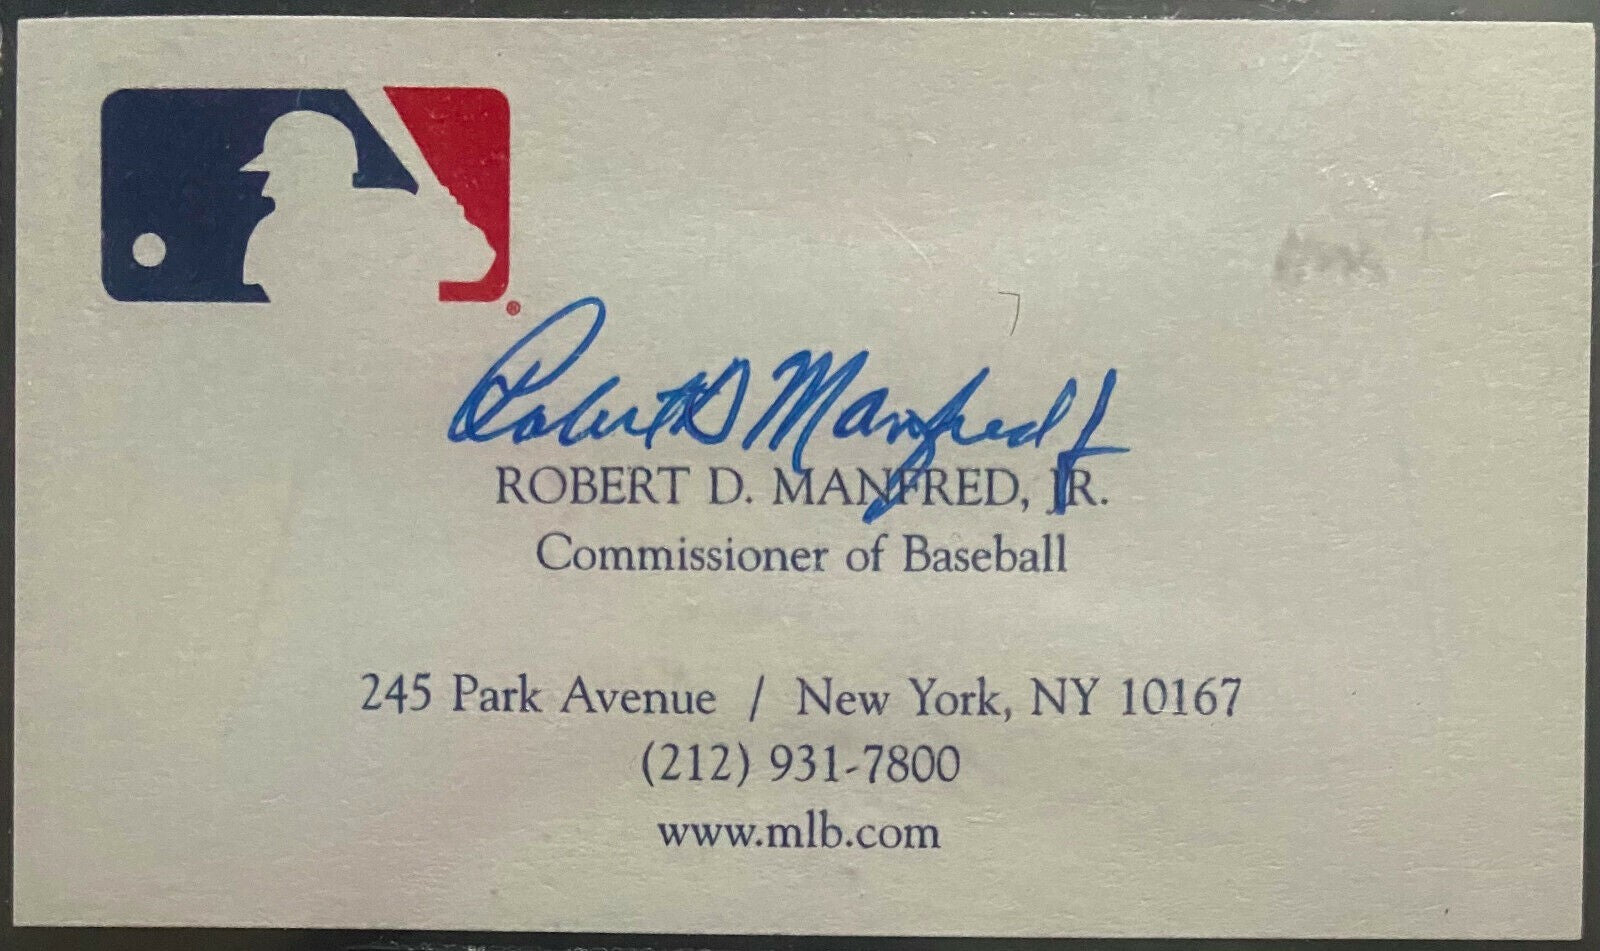 ®
Robert D Manfred Jr
ROBERT D. MANFRED, JR.
Commissioner of Baseball
245 Park Avenue / New York, NY 10167
(212) 931-7800
www.mlb.com